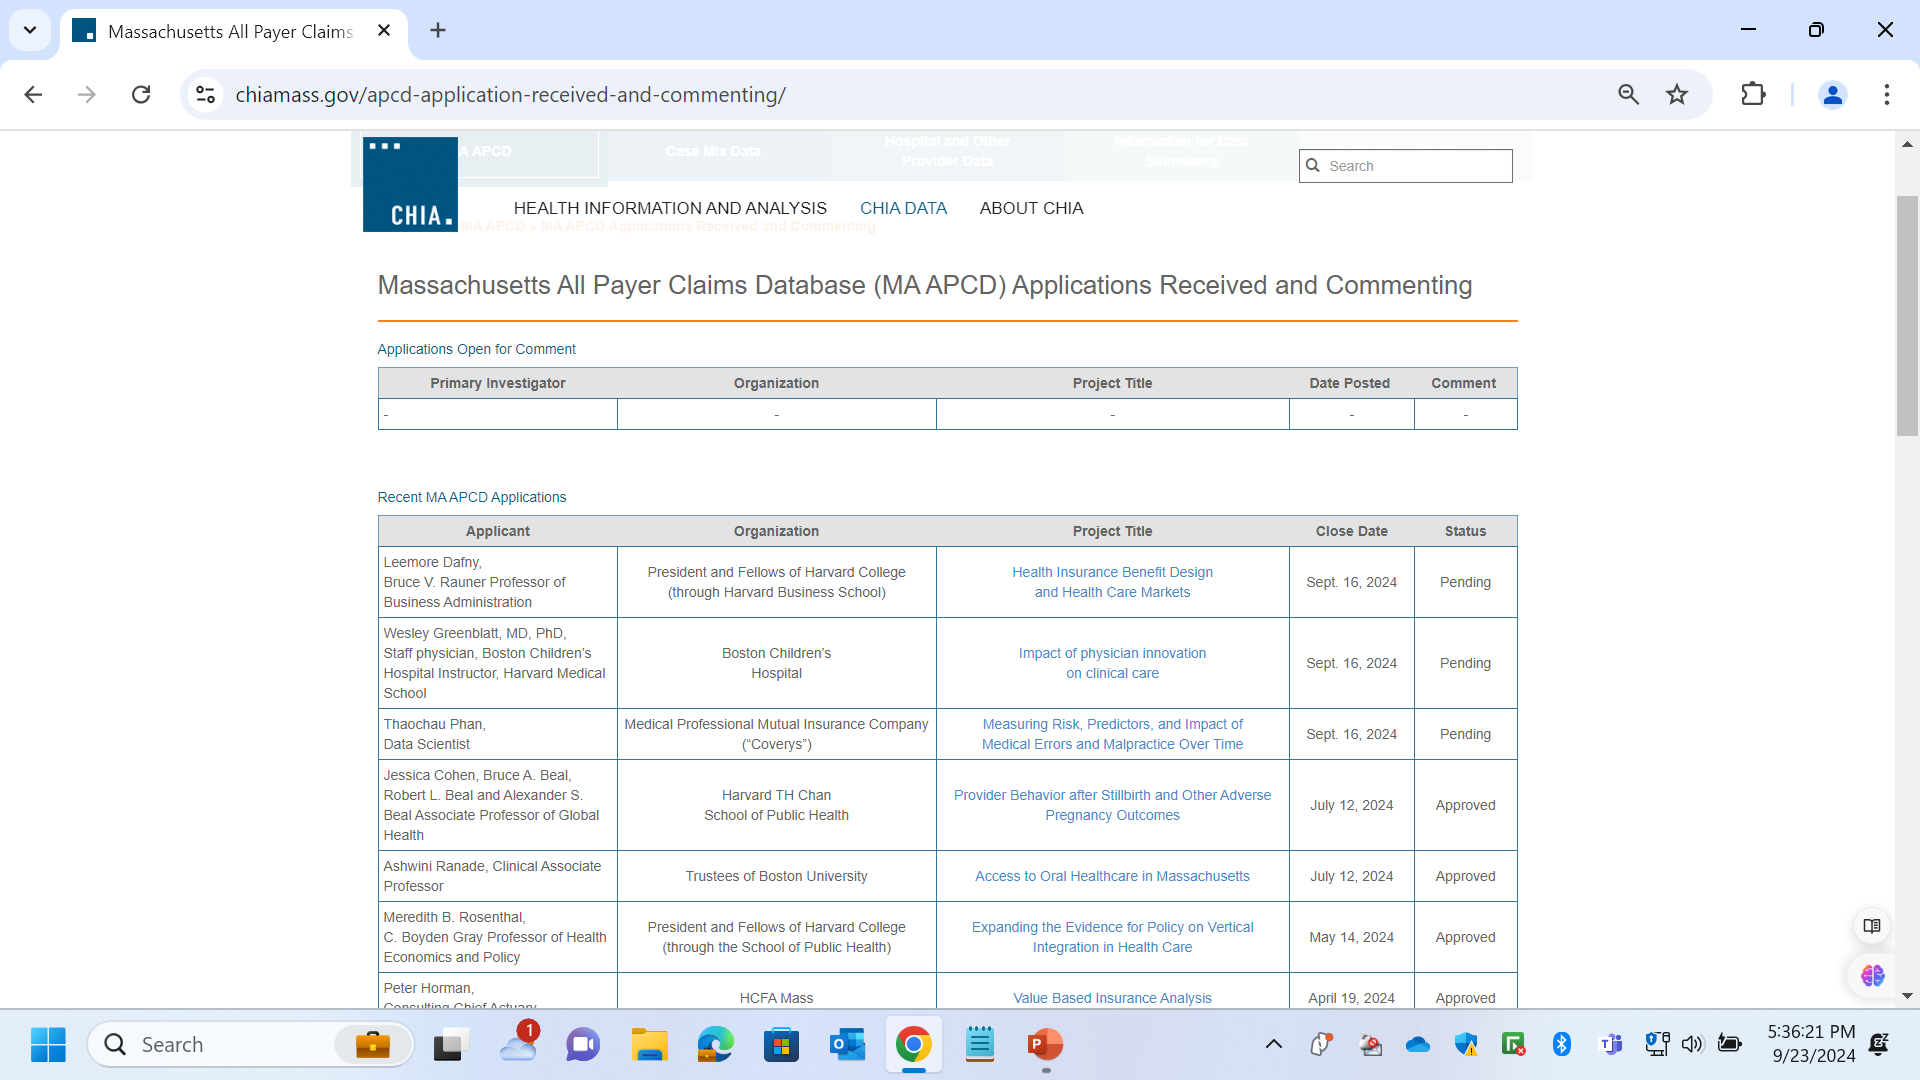 Massachusetts All Payer Claims
chiamass.gov/apcd-application-received-and-commenting/
A APCD
Case Mix Data
Hospital and Other
Provider Data
Information for Data
Submitters
Search
CHIA.
HEALTH INFORMATION AND ANALYSIS
CHIA DATA
ABOUT CHIA
MA APCD » MA APCD Applications Received and Commenting
Massachusetts All Payer Claims Database (MA APCD) Applications Received and Commenting
Applications Open for Comment
Primary Investigator Organization Project Title Date Posted Comment
- - - - -
Recent MA APCD Applications
Applicant Organization Project Title Close Date Status
Leemore Dafny,
Bruce V. Rauner Professor of
Business Administration
President and Fellows of Harvard College
(through Harvard Business School)
Health Insurance Benefit Design
and Health Care Markets
Sept. 16, 2024
Pending
Wesley Greenblatt, MD, PhD,
Staff physician, Boston Children’s
Hospital Instructor, Harvard Medical
School
Boston Children’s
Hospital
Impact of physician innovation
on clinical care
Sept. 16, 2024
Pending
Thaochau Phan,
Data Scientist
Medical Professional Mutual Insurance Company
(“Coverys”)
Measuring Risk, Predictors, and Impact of
Medical Errors and Malpractice Over Time
Sept. 16, 2024
Pending
Jessica Cohen, Bruce A. Beal,
Robert L. Beal and Alexander S.
Beal Associate Professor of Global
Health
Harvard TH Chan
School of Public Health
Provider Behavior after Stillbirth and Other Adverse
Pregnancy Outcomes
July 12, 2024
Approved
Ashwini Ranade, Clinical Associate
Professor
Trustees of Boston University
Access to Oral Healthcare in Massachusetts
July 12, 2024
Approved
Meredith B. Rosenthal,
C. Boyden Gray Professor of Health
Economics and Policy
President and Fellows of Harvard College
(through the School of Public Health)
Expanding the Evidence for Policy on Vertical
Integration in Health Care
May 14, 2024
Approved
Peter Horman,
Consulting Chief Actuary
HCFA Mass
Value Based Insurance Analysis
April 19, 2024
Approved
Search
1
5:36:21 PM
9/23/2024